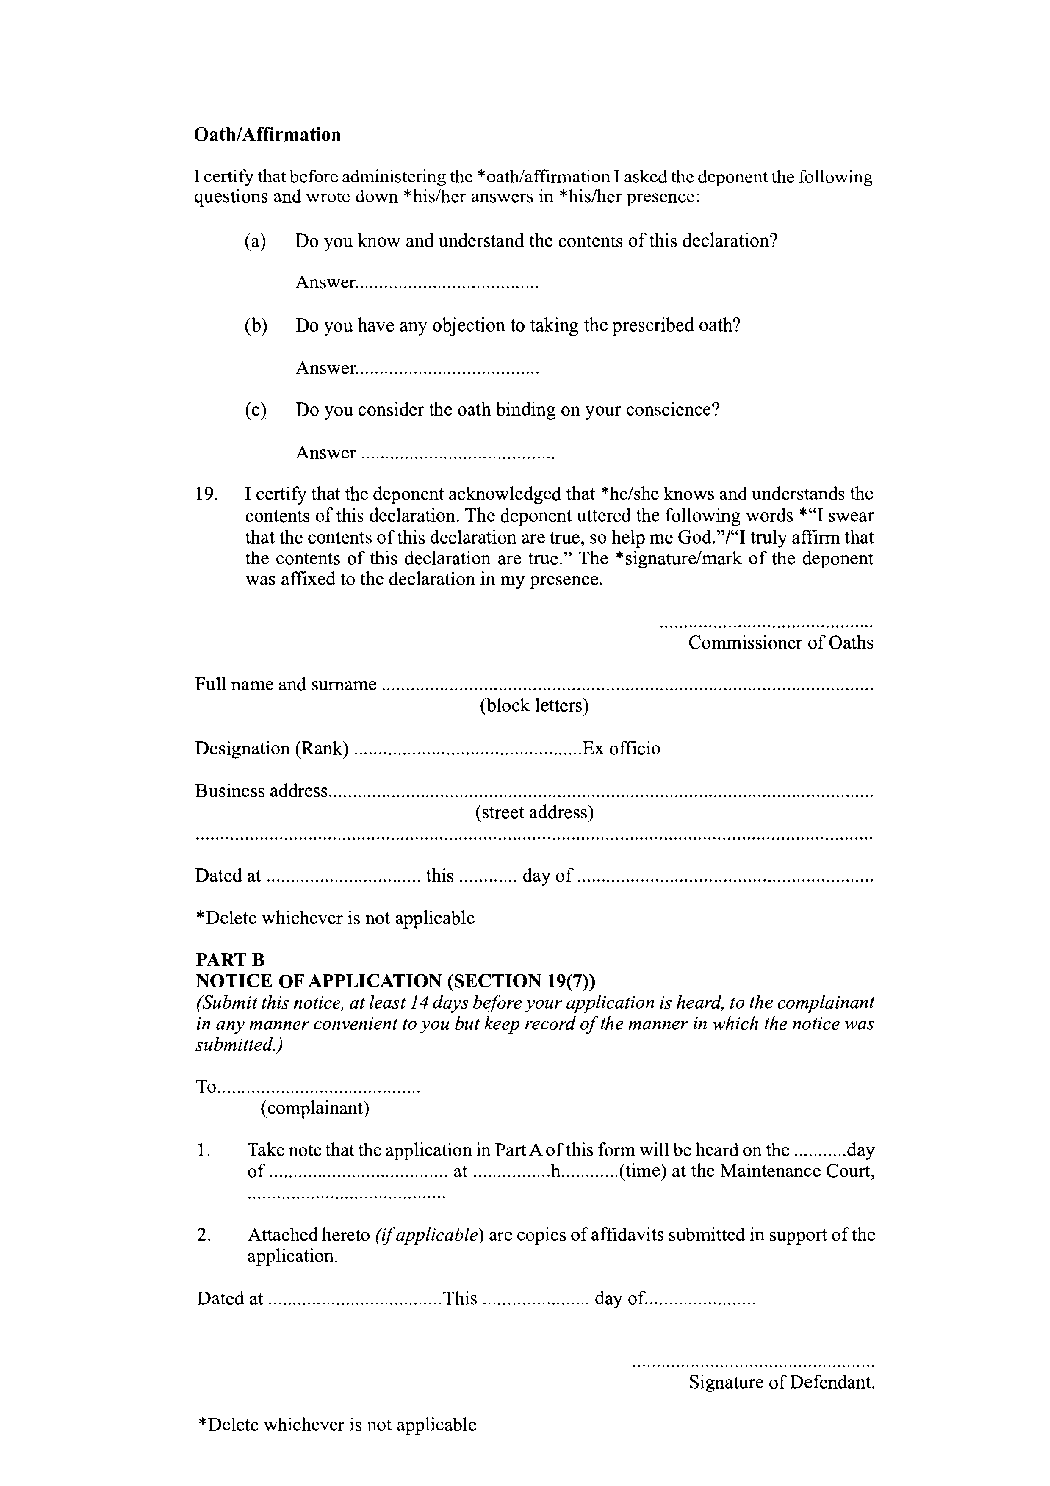 Oath/Affirmation
I certify that before administering the *oath/affirmation I asked the deponent the following
questions and wrote down *his/her answers in *his/her presence:
(a) Do you know and understand the contents of this declaration?
Answer......................................
(b) Do you have any objection to taking the prescribed oath?
Answer......................................
(c) Do you consider the oath binding on your conscience?
Answer ........................................
19. I certify that the deponent acknowledged that *he/she knows and understands the
contents of this declaration. The deponent uttered the following words *“I swear
that the contents of this declaration are true, so help me God.”/“I truly affirm that
the contents of this declaration are true.” The *signature/mark of the deponent
was affixed to the declaration in my presence.
............................................
Commissioner of Oaths
Full name and surname .....................................................................................................
(block letters)
Designation (Rank) ...............................................Ex officio
Business address................................................................................................................
(street address)
...........................................................................................................................................
Dated at ................................ this ............ day of .............................................................
*Delete whichever is not applicable
PART B
NOTICE OF APPLICATION (SECTION 19(7))
(Submit this notice, at least 14 days before your application is heard, to the complainant
in any manner convenient to you but keep record of the manner in which the notice was
submitted.)
To..........................................
(complainant)
1. Take note that the application in Part A of this form will be heard on the ...........day
of ..................................... at ................h............(time) at the Maintenance Court,
.........................................
2. Attached hereto (if applicable) are copies of affidavits submitted in support of the
application.
Dated at ....................................This ...................... day of.......................
..................................................
Signature of Defendant.
*Delete whichever is not applicable